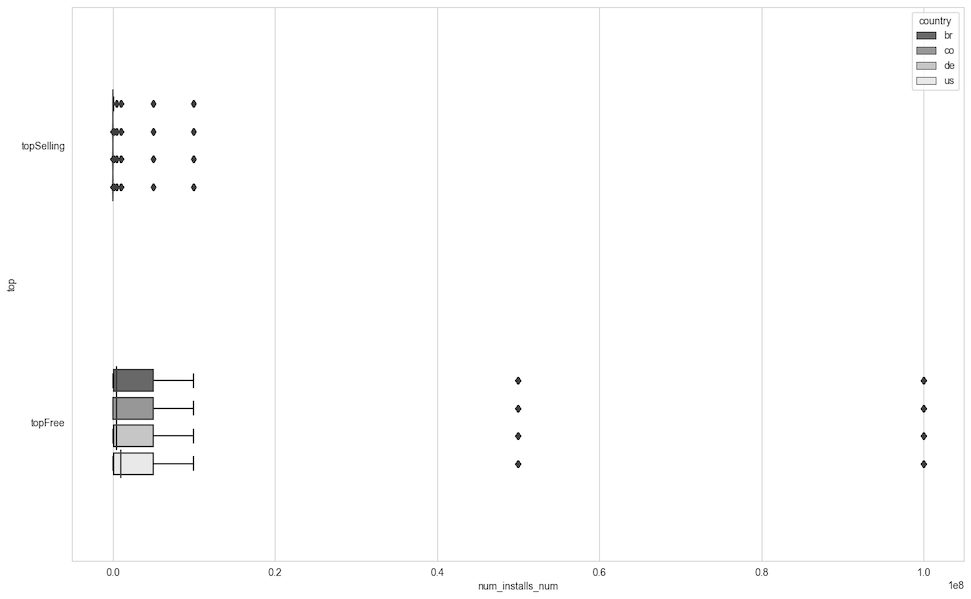 country
br
co
de
us
topSelling
top
topFree
0.0 0.2 0.4 0.6 0.8 1.0
1e8
num_installs_num